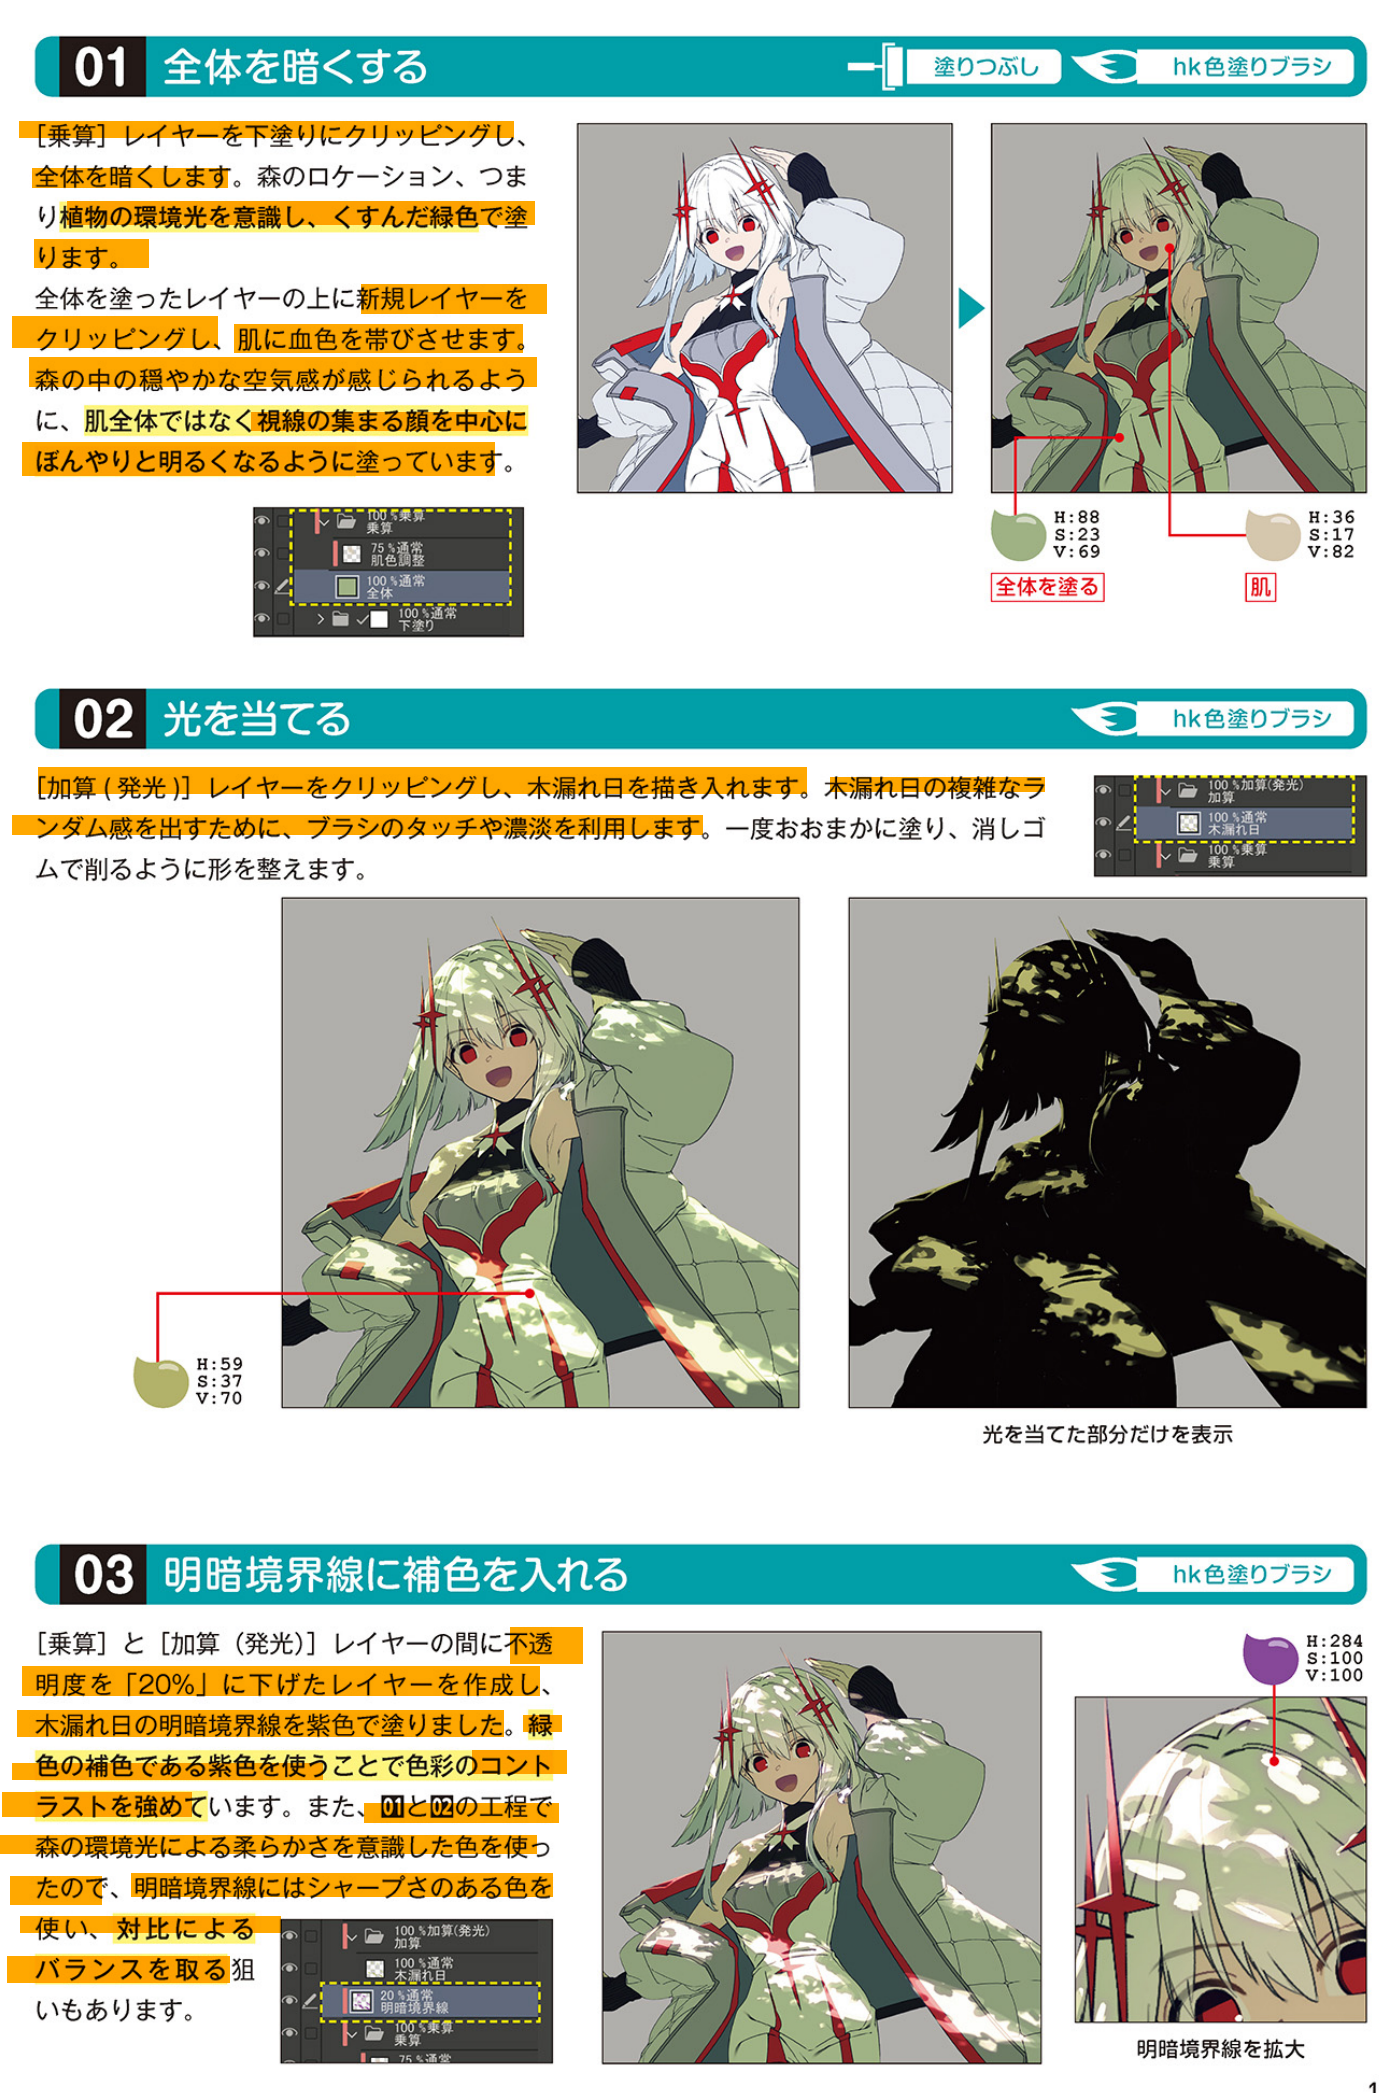 01 全体を暗くする
塗りつぶし
hk色塗りブラシ
［乗算］レイヤーを下塗りにクリッピングし、
全体を暗くします。森のロケーション、つま
り植物の環境光を意識し、くすんだ緑色で塗
ります。
全体を塗ったレイヤーの上に新規レイヤーを
クリッピングし、肌に血色を帯びさせます。
森の中の穏やかな空気感が感じられるよう
に、肌全体ではなく視線の集まる顔を中心に
ぼんやりと明るくなるように塗っています。
100 %乗算
乗算
75 %通常
肌色調整
100 %通常
全体
100 %通常
下塗り
H:88
S:23
V:69
全体を塗る
H:36
S:17
V:82
肌
02 光を当てる
hk色塗りブラシ
［加算 ( 発光 )］レイヤーをクリッピングし、木漏れ日を描き入れます。木漏れ日の複雑なラ
ンダム感を出すために、ブラシのタッチや濃淡を利用します。一度おおまかに塗り、消しゴ
ムで削るように形を整えます。
100 %加算(発光)
加算
100 %通常
木漏れ日
100 %乗算
乗算
H:59
S:37
V:70
光を当てた部分だけを表示
03 明暗境界線に補色を入れる
hk色塗りブラシ
［乗算］と［加算（発光）］レイヤーの間に不透
明度を「20%」に下げたレイヤーを作成し、
木漏れ日の明暗境界線を紫色で塗りました。緑
色の補色である紫色を使うことで色彩のコント
ラストを強めています。また、01と02の工程で
森の環境光による柔らかさを意識した色を使っ
たので、明暗境界線にはシャープさのある色を
使い、対比による
バランスを取る狙
いもあります。
100 %加算(発光)
加算
100 %通常
木漏れ日
20 %通常
明暗境界線
100 %乗算
乗算
75 %通常
H:284
S:100
V:100
明暗境界線を拡大